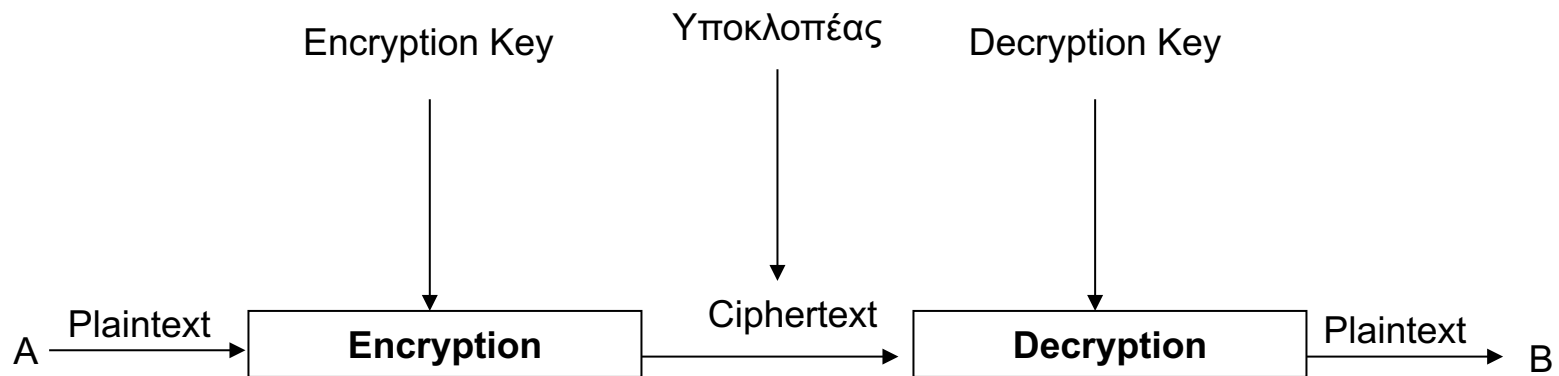 Encryption Key
Υποκλοπέας
Decryption Key
A
Plaintext
Encryption
Ciphertext
Decryption
Plaintext
B